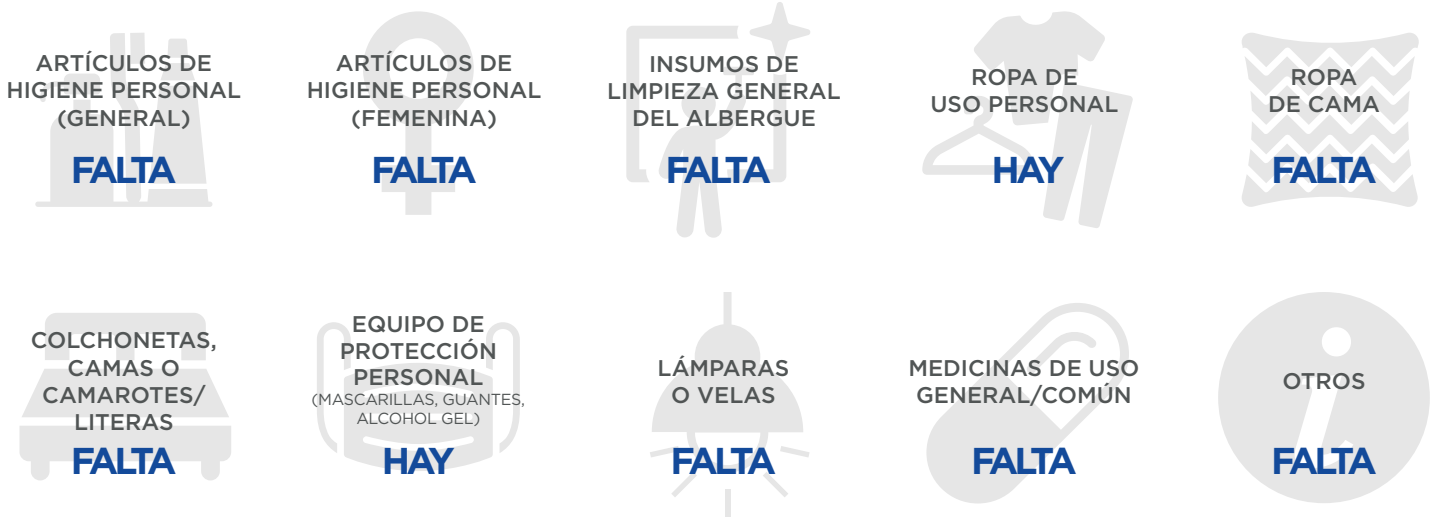 ARTÍCULOS DE
HIGIENE PERSONAL
(GENERAL)
FALTA
ARTÍCULOS DE
HIGIENE PERSONAL
(FEMENINA)
FALTA
INSUMOS DE
LIMPIEZA GENERAL
DEL ALBERGUE
FALTA
ROPA DE
USO PERSONAL
HAY
ROPA
DE CAMA
FALTA
COLCHONETAS,
CAMAS O
CAMAROTES/
LITERAS
FALTA
EQUIPO DE
PROTECCIÓN
PERSONAL
(MASCARILLAS, GUANTES,
ALCOHOL GEL)
HAY
LÁMPARAS
O VELAS
FALTA
MEDICINAS DE USO
GENERAL/COMÚN
FALTA
OTROS
FALTA